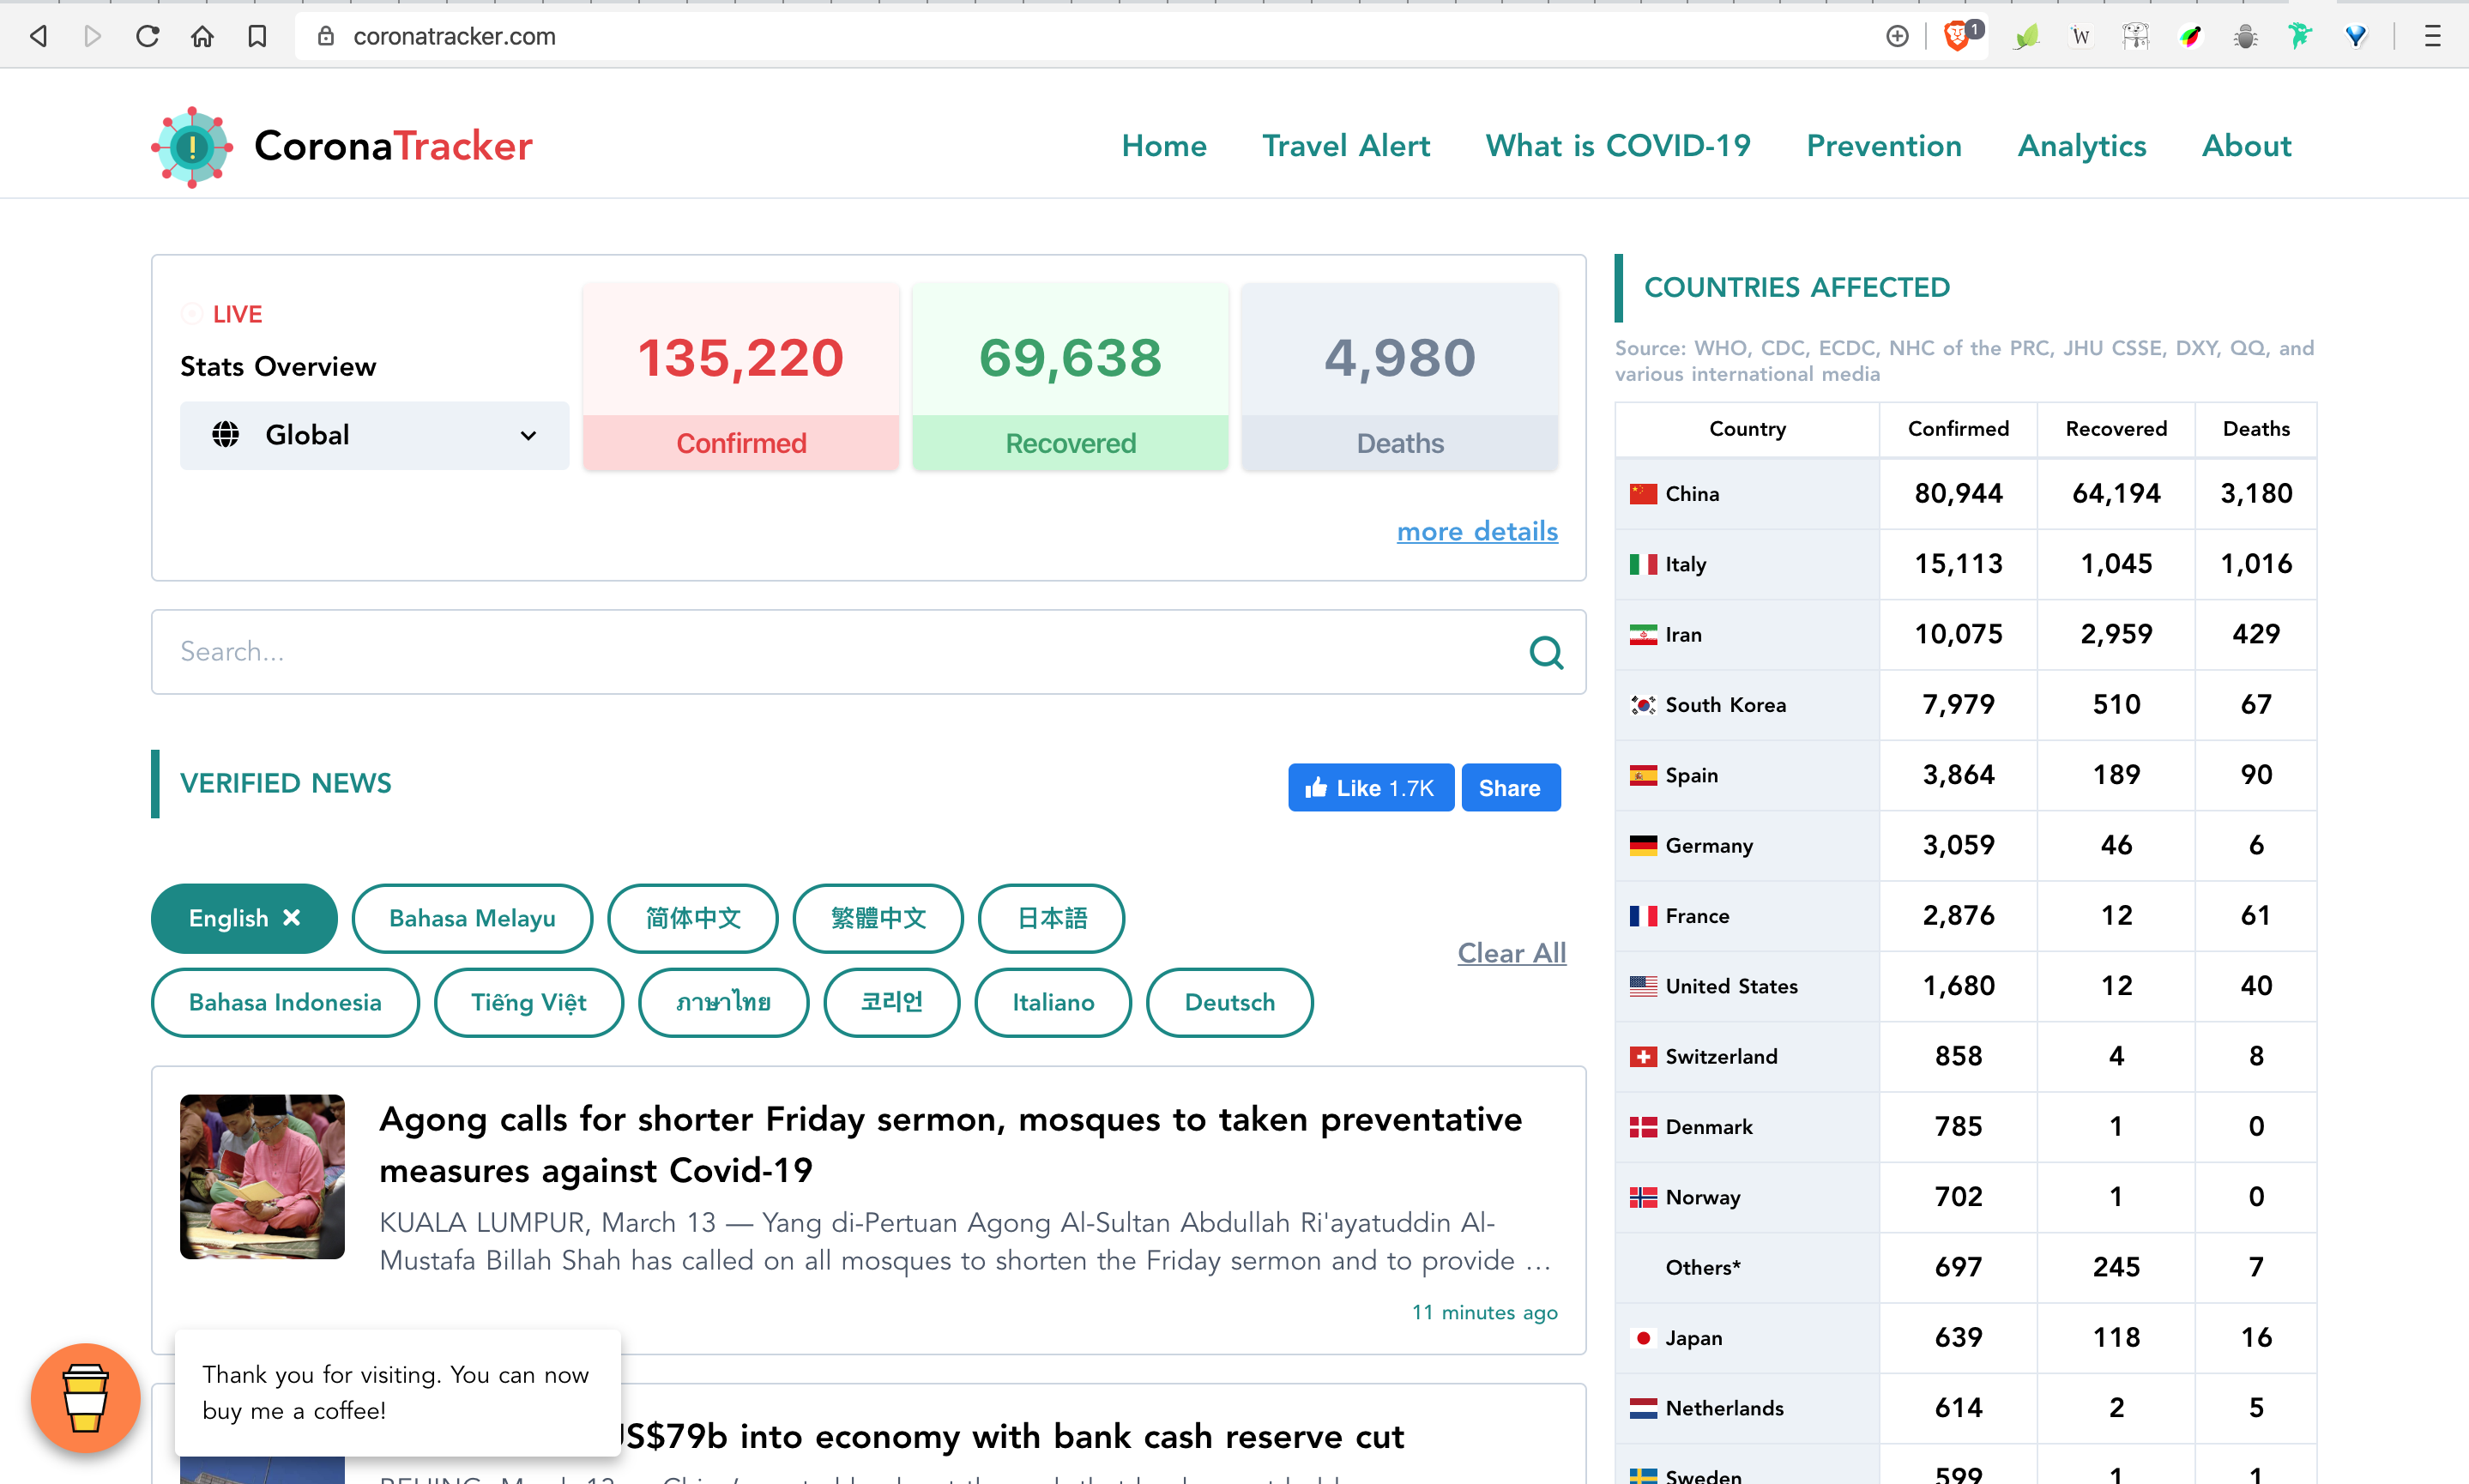 coronatracker.com
1
W
CoronaTracker
Home
Travel Alert
What is COVID-19
Prevention
Analytics
About
LIVE
Stats Overview
Global
135,220
Confirmed
69,638
Recovered
4,980
Deaths
more details
Search...
VERIFIED NEWS
Like 1.7K
Share
English
Bahasa Melayu
简体中文
繁體中文
日本語
Clear All
Bahasa Indonesia
Tiếng Việt
ภาษาไทย
코리언
Italiano
Deutsch
Agong calls for shorter Friday sermon, mosques to taken preventative
measures against Covid-19
KUALA LUMPUR, March 13 — Yang di-Pertuan Agong Al-Sultan Abdullah Ri'ayatuddin Al-
Mustafa Billah Shah has called on all mosques to shorten the Friday sermon and to provide ...
11 minutes ago
Thank you for visiting. You can now
buy me a coffee!
US$79b into economy with bank cash reserve cut
COUNTRIES AFFECTED
Source: WHO, CDC, ECDC, NHC of the PRC, JHU CSSE, DXY, QQ, and
various international media
Country Confirmed Recovered Deaths
China 80,944 64,194 3,180
Italy 15,113 1,045 1,016
Iran 10,075 2,959 429
South Korea 7,979 510 67
Spain 3,864 189 90
Germany 3,059 46 6
France 2,876 12 61
United States 1,680 12 40
Switzerland 858 4 8
Denmark 785 1 0
Norway 702 1 0
Others* 697 245 7
Japan 639 118 16
Netherlands 614 2 5
Sweden 599 1 1